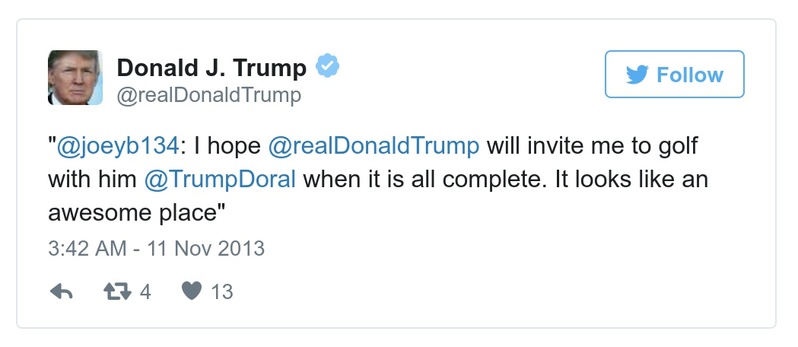 Donald J. Trump
Follow
@realDonaldTrump
"@joeyb134: I hope @realDonaldTrump will invite me to golf
with him @TrumpDoral when it is all complete. It looks like an
awesome place"
3:42 AM - 11 Nov 2013
4 13